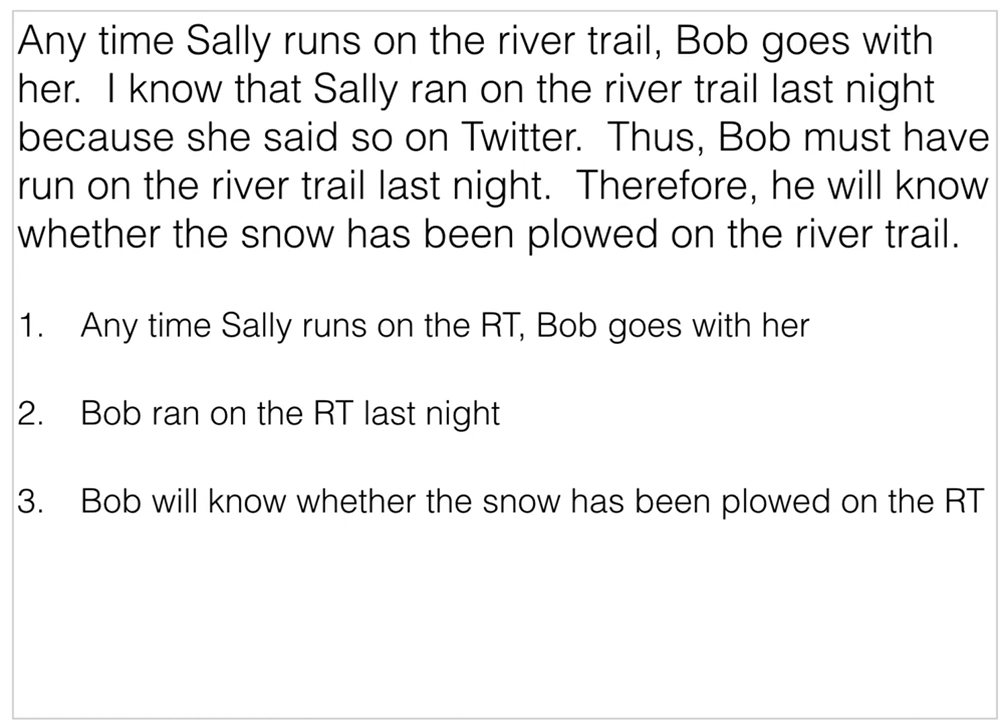 Any time Sally runs on the river trail, Bob goes with
her.  I know that Sally ran on the river trail last night
because she said so on Twitter.  Thus, Bob must have
run on the river trail last night.  Therefore, he will know
whether the snow has been plowed on the river trail.
1. Any time Sally runs on the RT, Bob goes with her
2. Bob ran on the RT last night
3. Bob will know whether the snow has been plowed on the RT